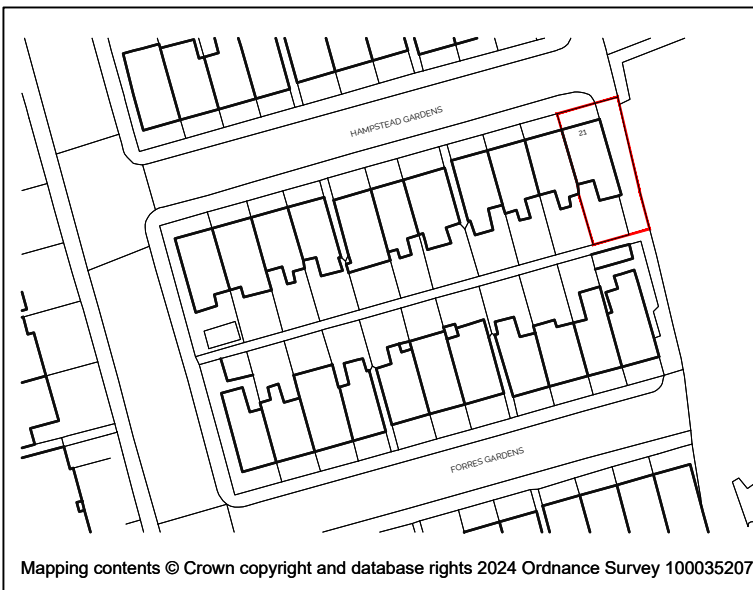 HAMPSTEAD GARDENS
21
FORRES GARDENS
Mapping contents © Crown copyright and database rights 2024 Ordnance Survey 100035207